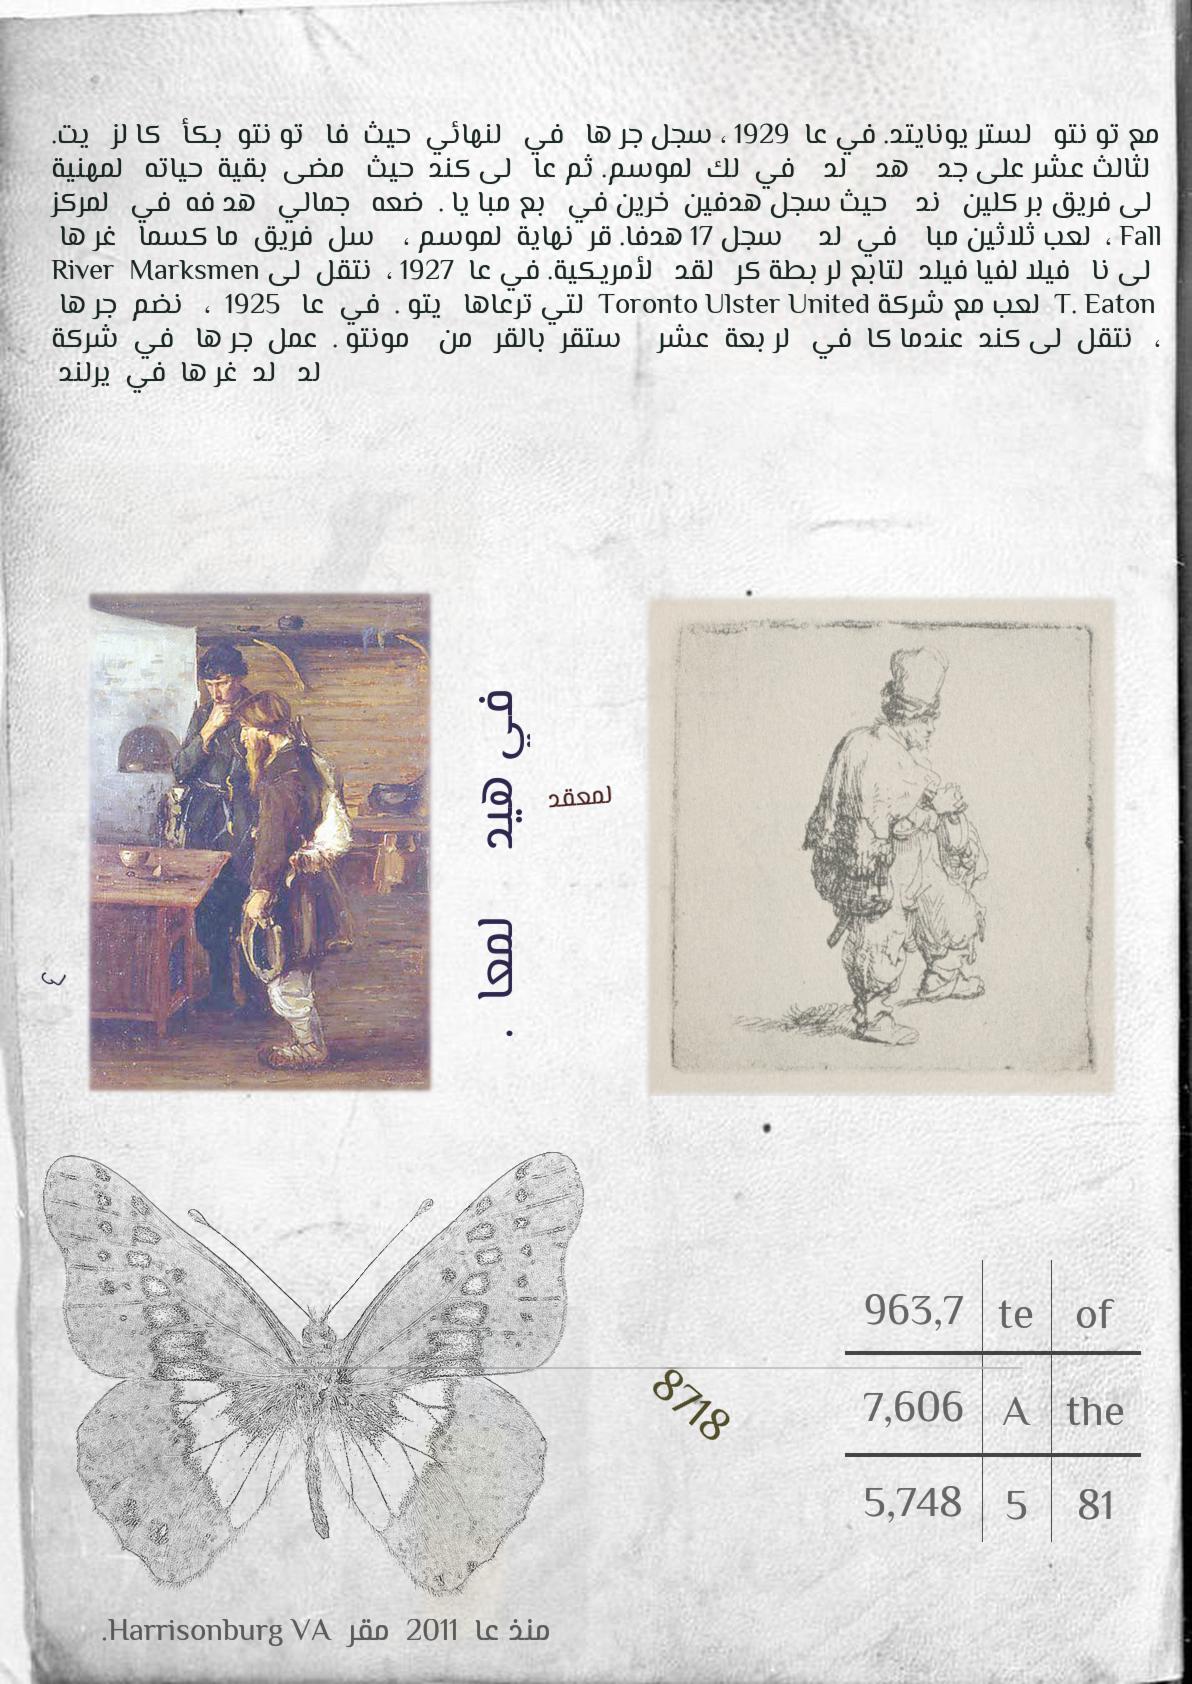 مع تو نتو لستر يونايتد. في عا 1929 ، سجل جر ها في لنهائي حيث فا تو نتو بكأ كا لز يت.
لثالث عشر على جد هد لد في لك لموسم. ثم عا لى كند حيث مضى بقية حياته لمهنية
لى فريق بر كلين ند حيث سجل هدفين خرين في بع مبا يا . ضعه جمالي هد فه في لمركز
Fall ، لعب ثلاثين مبا في لد سجل 17 هدفا. قر نهاية لموسم ، سل فريق ما كسما غر ها
لى نا فيلا لفيا فيلد لتابع لر بطة كر لقد لأمريكية. في عا 1927 ، نتقل لى River Marksmen
T. Eaton لعب مع شركة Toronto Ulster United لتي ترعاها يتو . في عا 1925 ، نضم جر ها
، نتقل لى كند عندما كا في لر بعة عشر ستقر بالقر من مونتو . عمل جر ها في شركة
لد لد غر ها في يرلند
في هيد لمعا .
لمعقد
٤
963,7 te of
7,606 A the
5,748 5 81
8718
منذ عا 2011 مقر Harrisonburg VA.